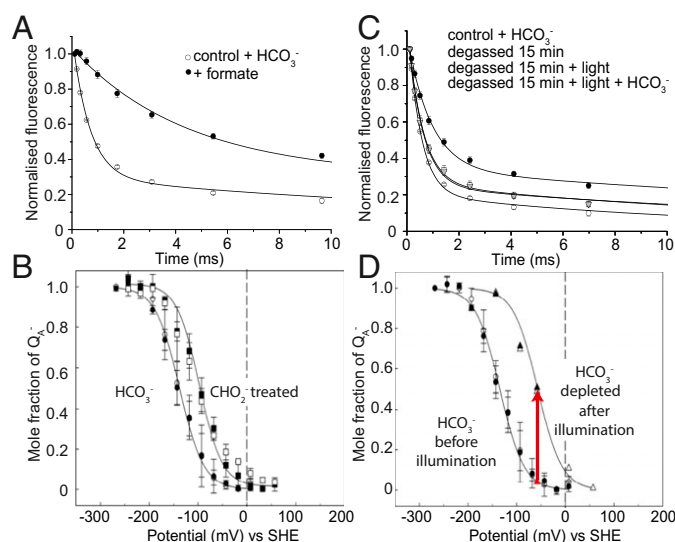 A
○ control + HCO₃⁻
● + formate
Normalised fluorescence
1.0
0.8
0.6
0.4
0.2
0
0 2 4 6 8 10
Time (ms)
C
control + HCO₃⁻
degassed 15 min
degassed 15 min + light
degassed 15 min + light + HCO₃⁻
Normalised fluorescence
1.0
0.8
0.6
0.4
0.2
0
0 2 4 6 8 10
Time (ms)
B
Mole fraction of Q_A⁻
1.0
0.8
0.6
0.4
0.2
0
HCO₃⁻
CHO₂⁻ treated
-300 -200 -100 0 100 200
Potential (mV) vs SHE
D
Mole fraction of Q_A⁻
1.0
0.8
0.6
0.4
0.2
0
HCO₃⁻
before
illumination
HCO₃⁻
depleted
after
illumination
-300 -200 -100 0 100 200
Potential (mV) vs SHE